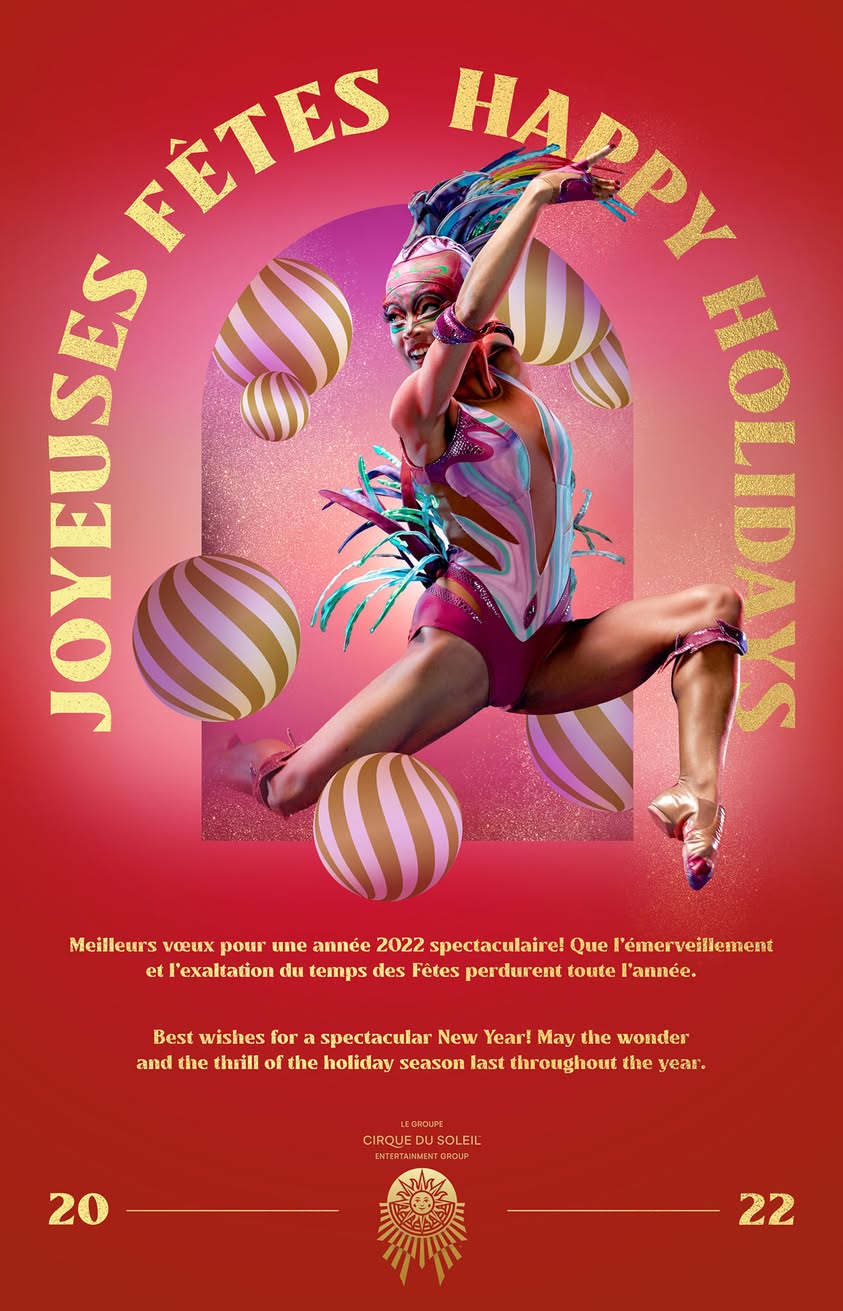 JOYEUSES FÊTES HAPPY HOLIDAYS
Meilleurs vœux pour une année 2022 spectaculaire! Que l'émerveillement
et l'exaltation du temps des Fêtes perdurent toute l'année.
Best wishes for a spectacular New Year! May the wonder
and the thrill of the holiday season last throughout the year.
LE GROUPE
CIRQUE DU SOLEIL
ENTERTAINMENT GROUP
20 22